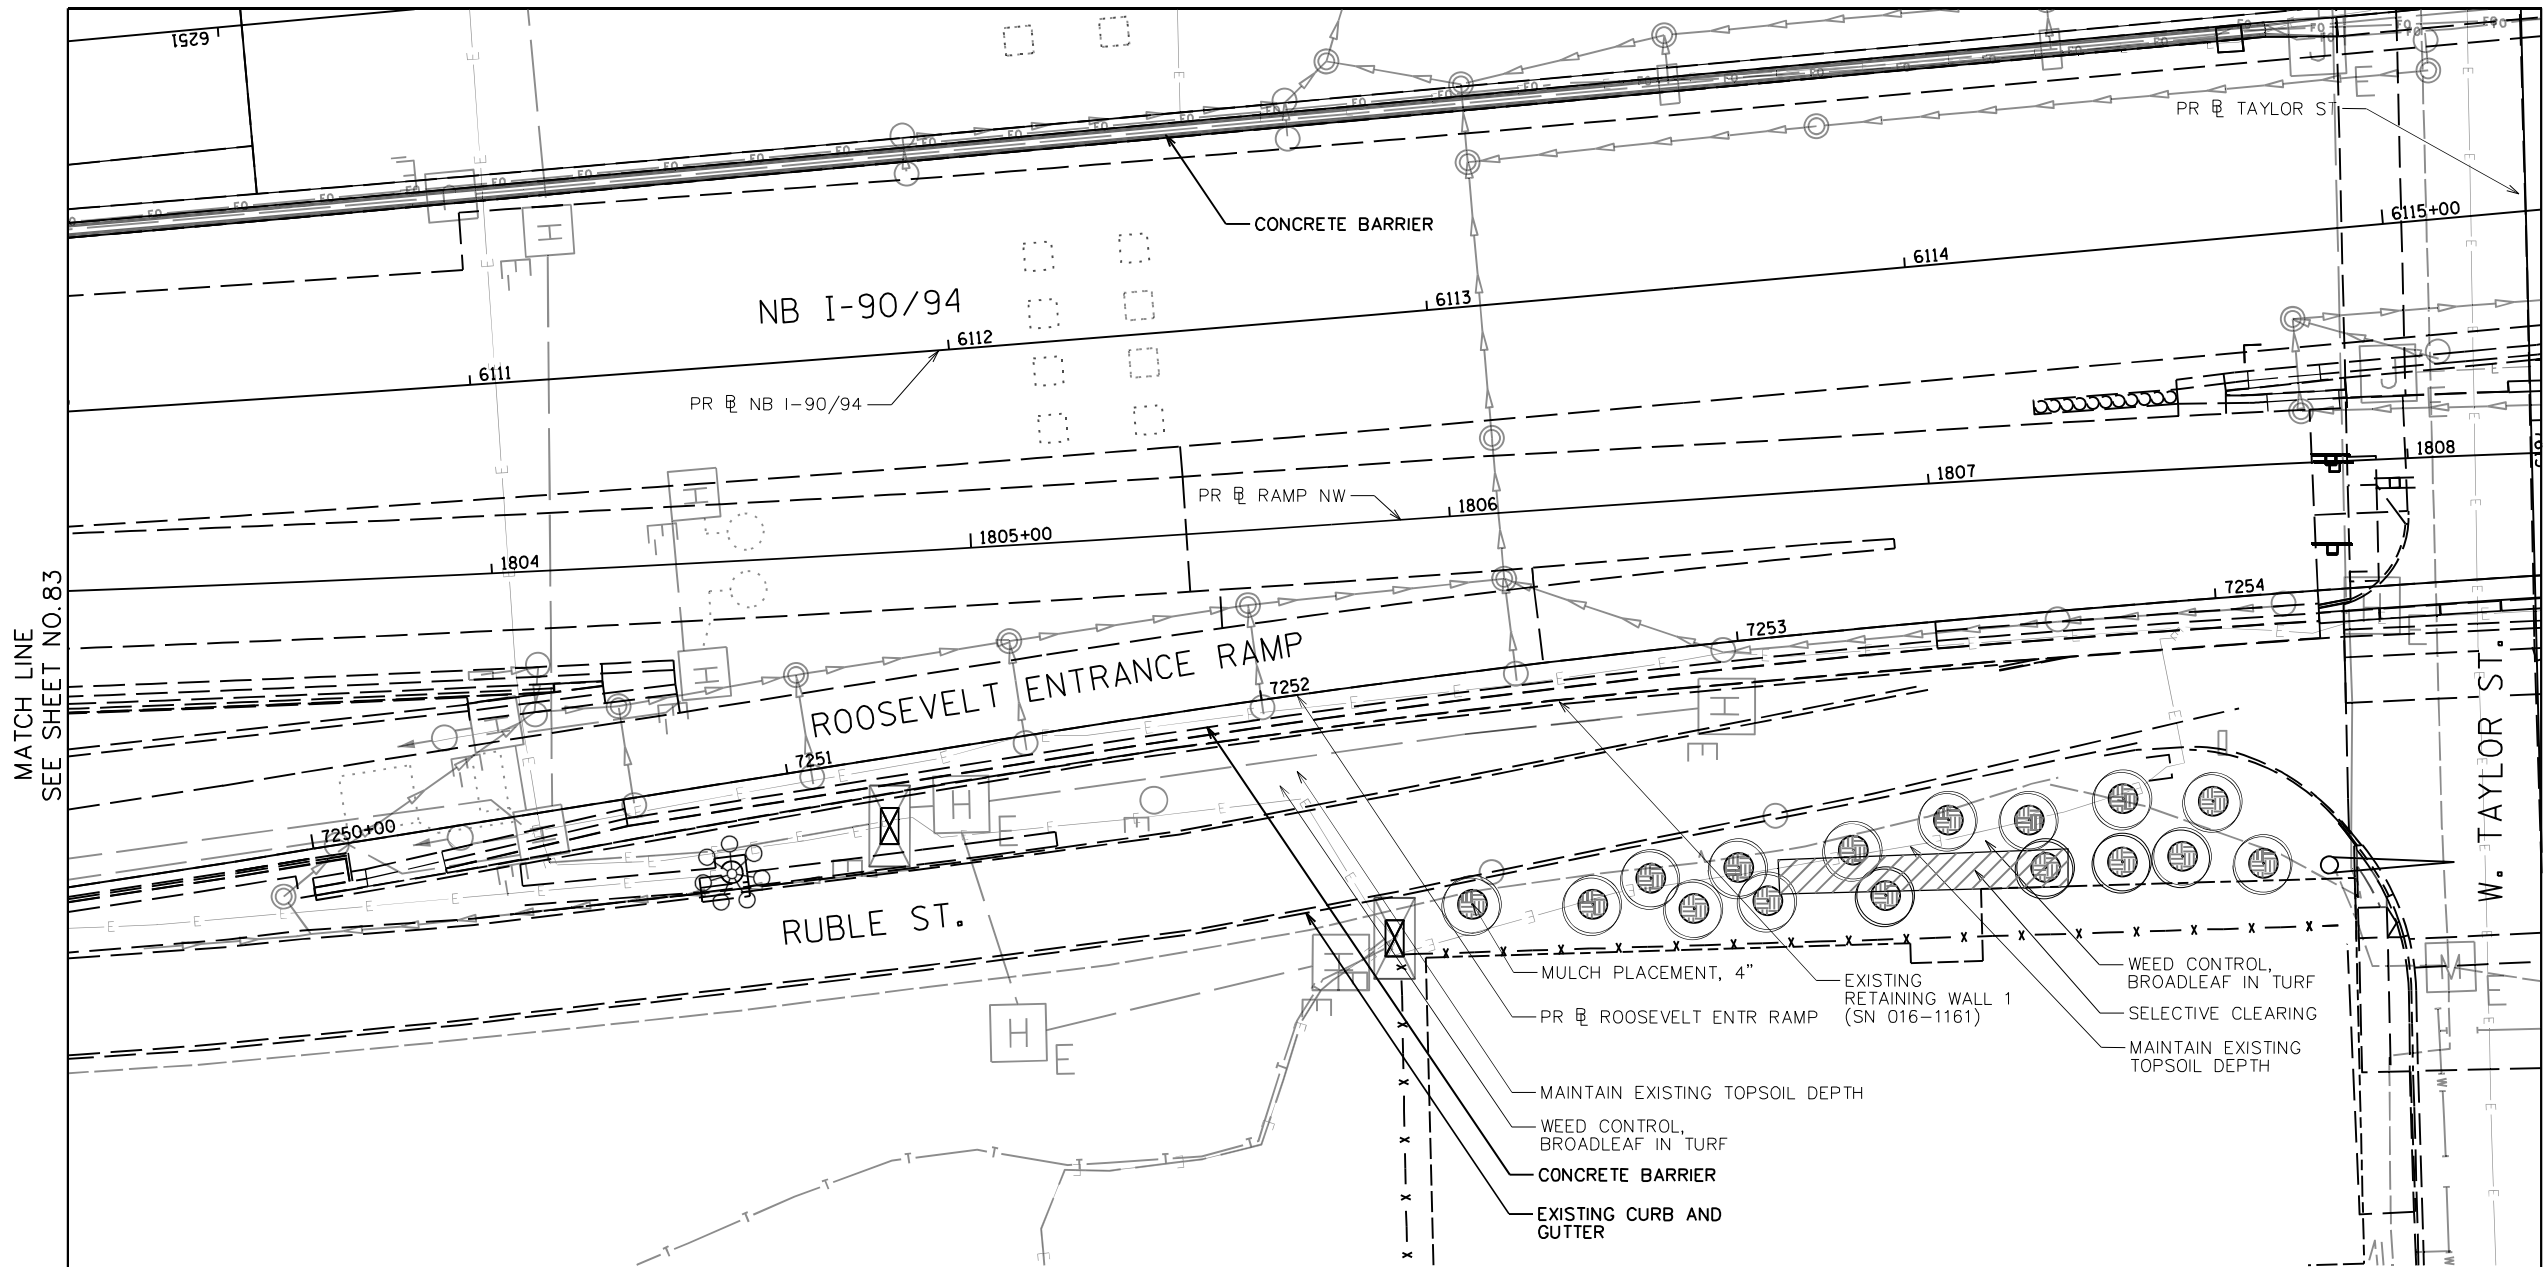 6251
PR ⅊ TAYLOR ST
CONCRETE BARRIER
6115+00
6114
6113
6112
6111
NB I-90/94
PR ⅊ NB I-90/94
1808
1807
PR ⅊ RAMP NW
1806
1805+00
1804
MATCH LINE
SEE SHEET NO. 83
7254
7253
7252
7251
7250+00
ROOSEVELT ENTRANCE RAMP
RUBLE ST.
W. TAYLOR ST.
MULCH PLACEMENT, 4"
PR ⅊ ROOSEVELT ENTR RAMP
EXISTING
RETAINING WALL 1
(SN 016-1161)
WEED CONTROL,
BROADLEAF IN TURF
SELECTIVE CLEARING
MAINTAIN EXISTING
TOPSOIL DEPTH
MAINTAIN EXISTING TOPSOIL DEPTH
WEED CONTROL,
BROADLEAF IN TURF
CONCRETE BARRIER
EXISTING CURB AND
GUTTER